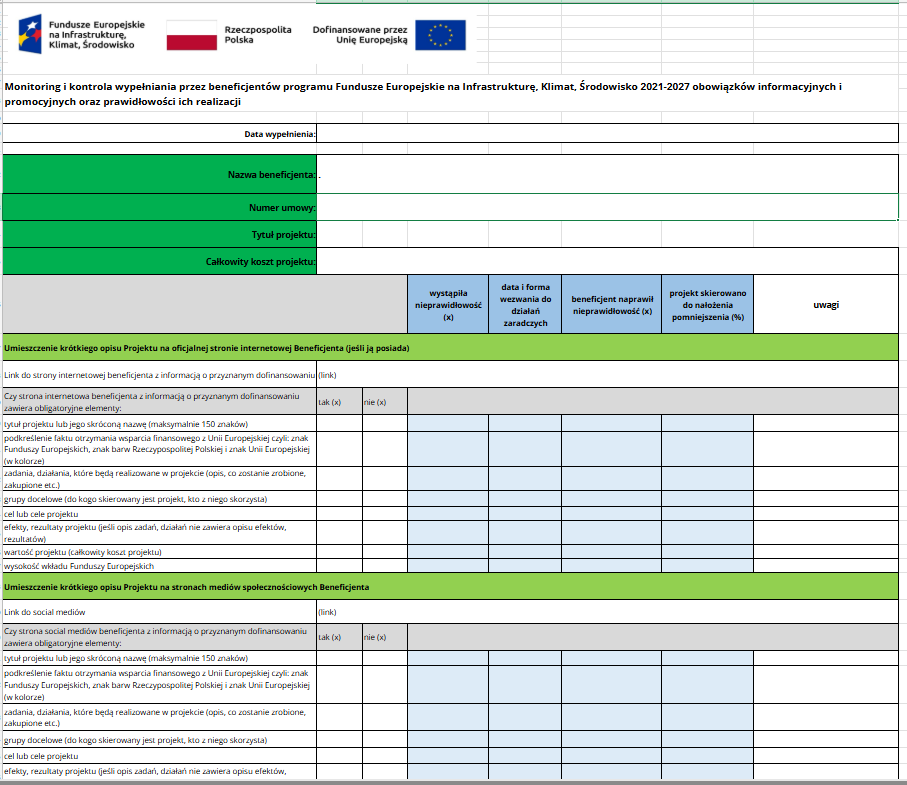 Fundusze Europejskie
na Infrastrukturę,
Klimat, Środowisko
Rzeczpospolita
Polska
Dofinansowane przez
Unię Europejską
Monitoring i kontrola wypełniania przez beneficjentów programu Fundusze Europejskie na Infrastrukturę, Klimat, Środowisko 2021-2027 obowiązków informacyjnych i
promocyjnych oraz prawidłowości ich realizacji
Data wypełnienia:
Nazwa beneficjenta: .
Numer umowy:
Tytuł projektu:
Całkowity koszt projektu:
wystąpiła
nieprawidłowość
(x)
data i forma
wezwania do
działań
zaradczych
beneficjent naprawił
nieprawidłowość (x)
projekt skierowano
do nałożenia
pomniejszenia (%)
uwagi
Umieszczenie krótkiego opisu Projektu na oficjalnej stronie internetowej Beneficjenta (jeśli ją posiada)
Link do strony internetowej beneficjenta z informacją o przyznanym dofinansowaniu (link)
Czy strona internetowa beneficjenta z informacją o przyznanym dofinansowaniu
zawiera obligatoryjne elementy:
tak (x) nie (x)
tytuł projektu lub jego skróconą nazwę (maksymalnie 150 znaków)
podkreślenie faktu otrzymania wsparcia finansowego z Unii Europejskiej czyli: znak
Funduszy Europejskich, znak barw Rzeczypospolitej Polskiej i znak Unii Europejskiej
(w kolorze)
zadania, działania, które będą realizowane w projekcie (opis, co zostanie zrobione,
zakupione etc.)
grupy docelowe (do kogo skierowany jest projekt, kto z niego skorzysta)
cel lub cele projektu
efekty, rezultaty projektu (jeśli opis zadań, działań nie zawiera opisu efektów,
rezultatów)
wartość projektu (całkowity koszt projektu)
wysokość wkładu Funduszy Europejskich
Umieszczenie krótkiego opisu Projektu na stronach mediów społecznościowych Beneficjenta
Link do social mediów (link)
Czy strona social mediów beneficjenta z informacją o przyznanym dofinansowaniu
zawiera obligatoryjne elementy:
tak (x) nie (x)
tytuł projektu lub jego skróconą nazwę (maksymalnie 150 znaków)
podkreślenie faktu otrzymania wsparcia finansowego z Unii Europejskiej czyli: znak
Funduszy Europejskich, znak barw Rzeczypospolitej Polskiej i znak Unii Europejskiej
(w kolorze)
zadania, działania, które będą realizowane w projekcie (opis, co zostanie zrobione,
zakupione etc.)
grupy docelowe (do kogo skierowany jest projekt, kto z niego skorzysta)
cel lub cele projektu
efekty, rezultaty projektu (jeśli opis zadań, działań nie zawiera opisu efektów,